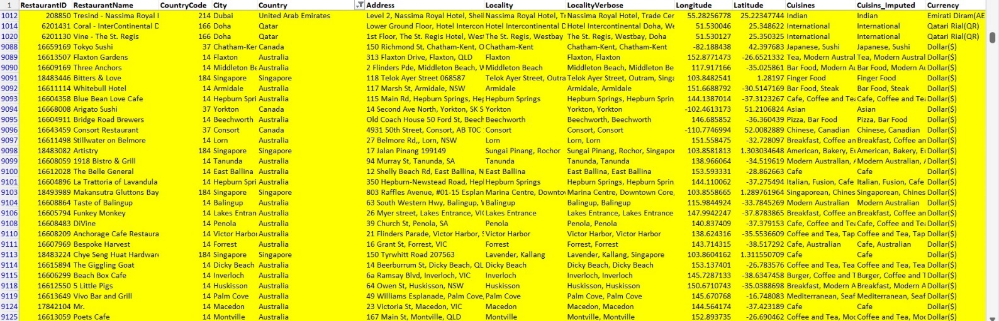 1 RestaurantID RestaurantName CountryCode City Country Address Locality LocalityVerbose Longitude Latitude Cuisines Cuisins_Imputed Currency
1012 208850 Tresind - Nassima Royal 214 Dubai United Arab Emirates Level 2, Nassima Royal Hotel, Shei Nassima Royal Hotel, Tr Nassima Royal Hotel, Trade Cer 55.28256778 25.22347744 Indian Indian Emirati Diram(AE
1014 6201431 Coral - InterContinental D 166 Doha Qatar Lower Ground Floor, Hotel Intercon Hotel Intercontinental D Hotel Intercontinental Doha, We 51.530046 25.348622 International International Qatari Rial(QR)
1020 6201130 Vine - The St. Regis 166 Doha Qatar 1st Floor, The St. Regis Hotel, West The St. Regis, Westbay The St. Regis, Westbay, Doha 51.530127 25.350325 International International Qatari Rial(QR)
9088 16659169 Tokyo Sushi 37 Chatham-Ker Canada 150 Richmond St, Chatham-Kent, O Chatham-Kent Chatham-Kent, Chatham-Kent -82.188438 42.397683 Japanese, Sushi Japanese, Sushi Dollar($)
9089 16613507 Flaxton Gardens 14 Flaxton Australia 313 Flaxton Drive, Flaxton, QLD Flaxton Flaxton, Flaxton 152.8771473 -26.6521332 Tea, Modern Austral Tea, Modern Austral Dollar($)
9090 16609169 Three Anchors 14 Middleton Be Australia 2 Flinders Pde, Middleton Beach, W Middleton Beach Middleton Beach, Middleton Be 117.917166 -35.025861 Bar Food, Modern Au Bar Food, Modern Au Dollar($)
9091 18483446 Bitters & Love 184 Singapore Singapore 118 Telok Ayer Street 068587 Telok Ayer Street, Outra Telok Ayer Street, Outram, Singa 103.8482541 1.28197 Finger Food Finger Food Dollar($)
9092 16611114 Whitebull Hotel 14 Armidale Australia 117 Marsh St, Armidale, NSW Armidale Armidale, Armidale 151.6688792 -30.5147169 Bar Food, Steak Bar Food, Steak Dollar($)
9093 16604358 Blue Bean Love Cafe 14 Hepburn Spri Australia 115 Main Rd, Hepburn Springs, Hep Hepburn Springs Hepburn Springs, Hepburn Sprin 144.1387014 -37.3123267 Cafe, Coffee and Tea Cafe, Coffee and Te Dollar($)
9094 16668008 Arigato Sushi 37 Yorkton Canada 14 Second Ave North, Yorkton, SK S Yorkton Yorkton, Yorkton -102.4613173 51.2106824 Asian Asian Dollar($)
9095 16604911 Bridge Road Brewers 14 Beechworth Australia Old Coach House 50 Ford St, Beech Beechworth Beechworth, Beechworth 146.685852 -36.360439 Pizza, Bar Food Pizza, Bar Food Dollar($)
9096 16643459 Consort Restaurant 37 Consort Canada 4931 50th Street, Consort, AB T0C Consort Consort, Consort -110.7746994 52.0082889 Chinese, Canadian Chinese, Canadian Dollar($)
9097 16611498 Stillwater on Belmore 14 Lorn Australia 27 Belmore Rd,, Lorn, NSW Lorn Lorn, Lorn 151.558475 -32.728097 Breakfast, Coffee an Breakfast, Coffee an Dollar($)
9098 18483082 Artistry 184 Singapore Singapore 17 Jalan Pinang 199149 Sungai Pinang, Rochor Sungai Pinang, Rochor, Singapor 103.8581813 1.303034648 American, Bakery, Eu American, Bakery, E Dollar($)
9099 16608059 1918 Bistro & Grill 14 Tanunda Australia 94 Murray St, Tanunda, SA Tanunda Tanunda, Tanunda 138.966064 -34.519619 Modern Australian, A Modern Australian, Dollar($)
9100 16612028 The Belle General 14 East Ballina Australia 12 Shelly Beach Rd, East Ballina, N East Ballina East Ballina, East Ballina 153.593331 -28.862663 Cafe Cafe Dollar($)
9101 16604896 La Trattoria of Lavandula 14 Hepburn Spri Australia 350 Hepburn-Newstead Road, Hepl Hepburn Springs Hepburn Springs, Hepburn Sprin 144.110062 -37.275494 Italian, Fusion, Cafe Italian, Fusion, Cafe Dollar($)
9103 18493989 Makansutra Gluttons Bay 184 Singapore Singapore 803 Raffles Avenue, #01-15 Esplan Marina Centre, Downto Marina Centre, Downtown Core, 103.8558665 1.289761964 Singaporean, Chines Singaporean, Chines Dollar($)
9104 16608864 Taste of Balingup 14 Balingup Australia 63 South Western Hwy, Balingup, V Balingup Balingup, Balingup 115.9844924 -33.7845269 Modern Australian Modern Australian Dollar($)
9106 16605794 Funkey Monkey 14 Lakes Entran Australia 26 Myer street, Lakes Entrance, VIC Lakes Entrance Lakes Entrance, Lakes Entrance 147.9942247 -37.8763865 Breakfast, Coffee an Breakfast, Coffee an Dollar($)
9108 16608483 DiVine 14 Penola Australia 39 Church St, Penola, SA Penola Penola, Penola 140.837409 -37.379153 Cafe, Coffee and Tea Cafe, Coffee and Te Dollar($)
9110 16608209 Anchorage Cafe Restaura 14 Victor Harbor Australia 21 Flinders Parade, Victor Harbor, S Victor Harbor Victor Harbor, Victor Harbor 138.624316 -35.5536609 Coffee and Tea, Tap Coffee and Tea, Tap Dollar($)
9111 16607969 Bespoke Harvest 14 Forrest Australia 16 Grant St, Forrest, VIC Forrest Forrest, Forrest 143.714315 -38.517292 Cafe, Australian Cafe, Australian Dollar($)
9113 18483224 Chye Seng Huat Hardware 184 Singapore Singapore 150 Tyrwhitt Road 207563 Lavender, Kallang Lavender, Kallang, Singapore 103.8604162 1.311550709 Cafe Cafe Dollar($)
9114 16615894 The Giggling Goat 14 Dicky Beach Australia 14 Beerburrum St, Dicky Beach, QL Dicky Beach Dicky Beach, Dicky Beach 153.137401 -26.783576 Coffee and Tea, Tea Coffee and Tea, Tea Dollar($)
9115 16606299 Beach Box Cafe 14 Inverloch Australia 6a Ramsay Blvd, Inverloch, VIC Inverloch Inverloch, Inverloch 145.7287133 -38.6347458 Burger, Coffee and T Burger, Coffee and Dollar($)
9118 16612550 5 Little Pigs 14 Huskisson Australia 64 Owen St, Huskisson, NSW Huskisson Huskisson, Huskisson 150.6710743 -35.0388698 Breakfast, Modern A Breakfast, Modern A Dollar($)
9119 16613649 Vivo Bar and Grill 14 Palm Cove Australia 49 Williams Esplanade, Palm Cove, Palm Cove Palm Cove, Palm Cove 145.670768 -16.748083 Mediterranean, Seaf Mediterranean, Seaf Dollar($)
9124 17842104 Mr. 14 Macedon Australia 23 Victoria St, Macedon, VIC Macedon Macedon, Macedon 144.564174 -37.423189 Cafe Cafe Dollar($)
9125 16613059 Poets Cafe 14 Montville Australia 167 Main St, Montville, QLD Montville Montville, Montville 152.893735 -26.690462 Coffee and Tea, Moc Coffee and Tea, Moc Dollar($)